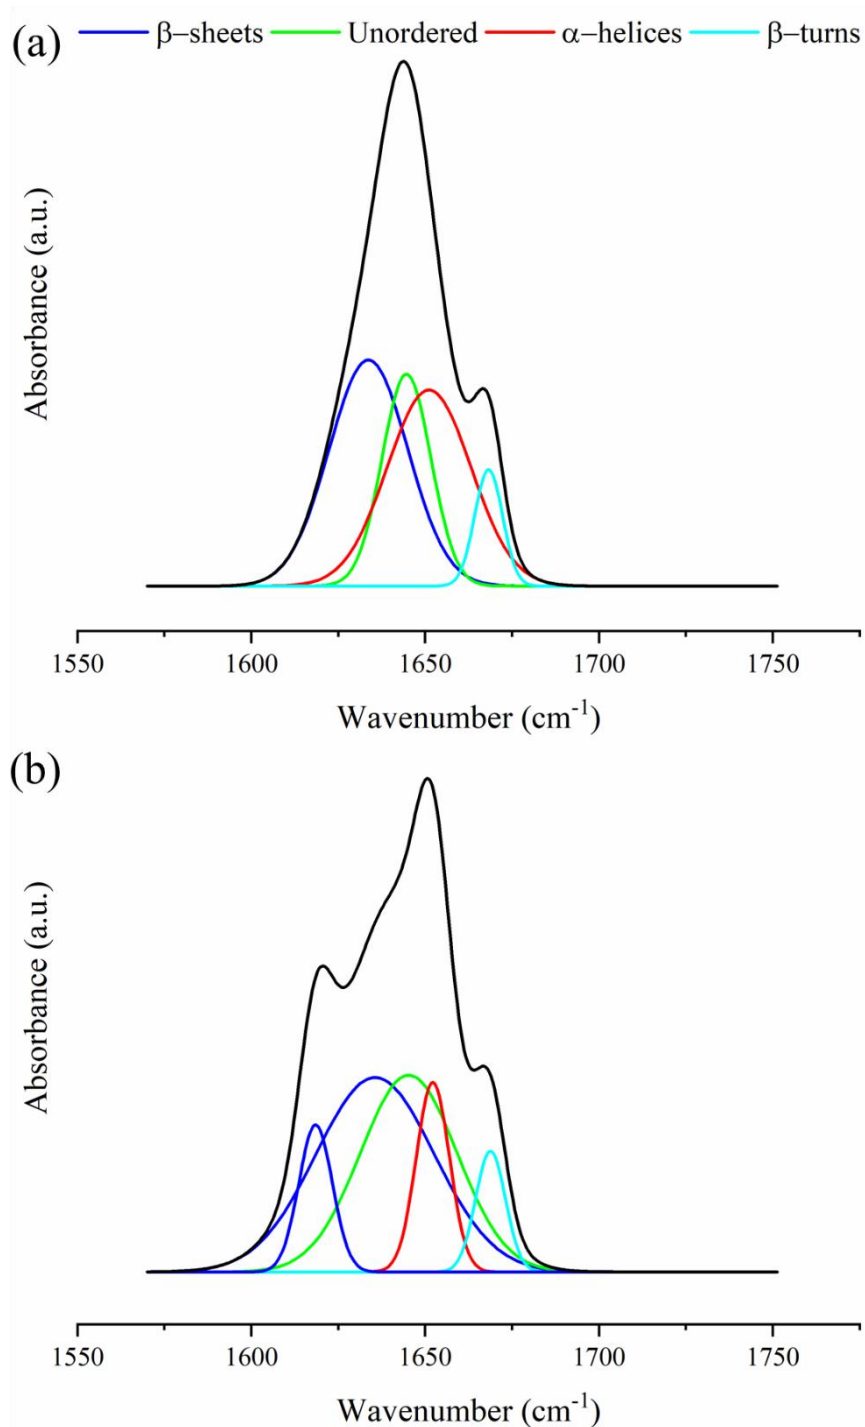 (a)
β–sheets Unordered α–helices β–turns
Absorbance (a.u.)
1550 1600 1650 1700 1750
Wavenumber (cm⁻¹)
(b)
Absorbance (a.u.)
1550 1600 1650 1700 1750
Wavenumber (cm⁻¹)